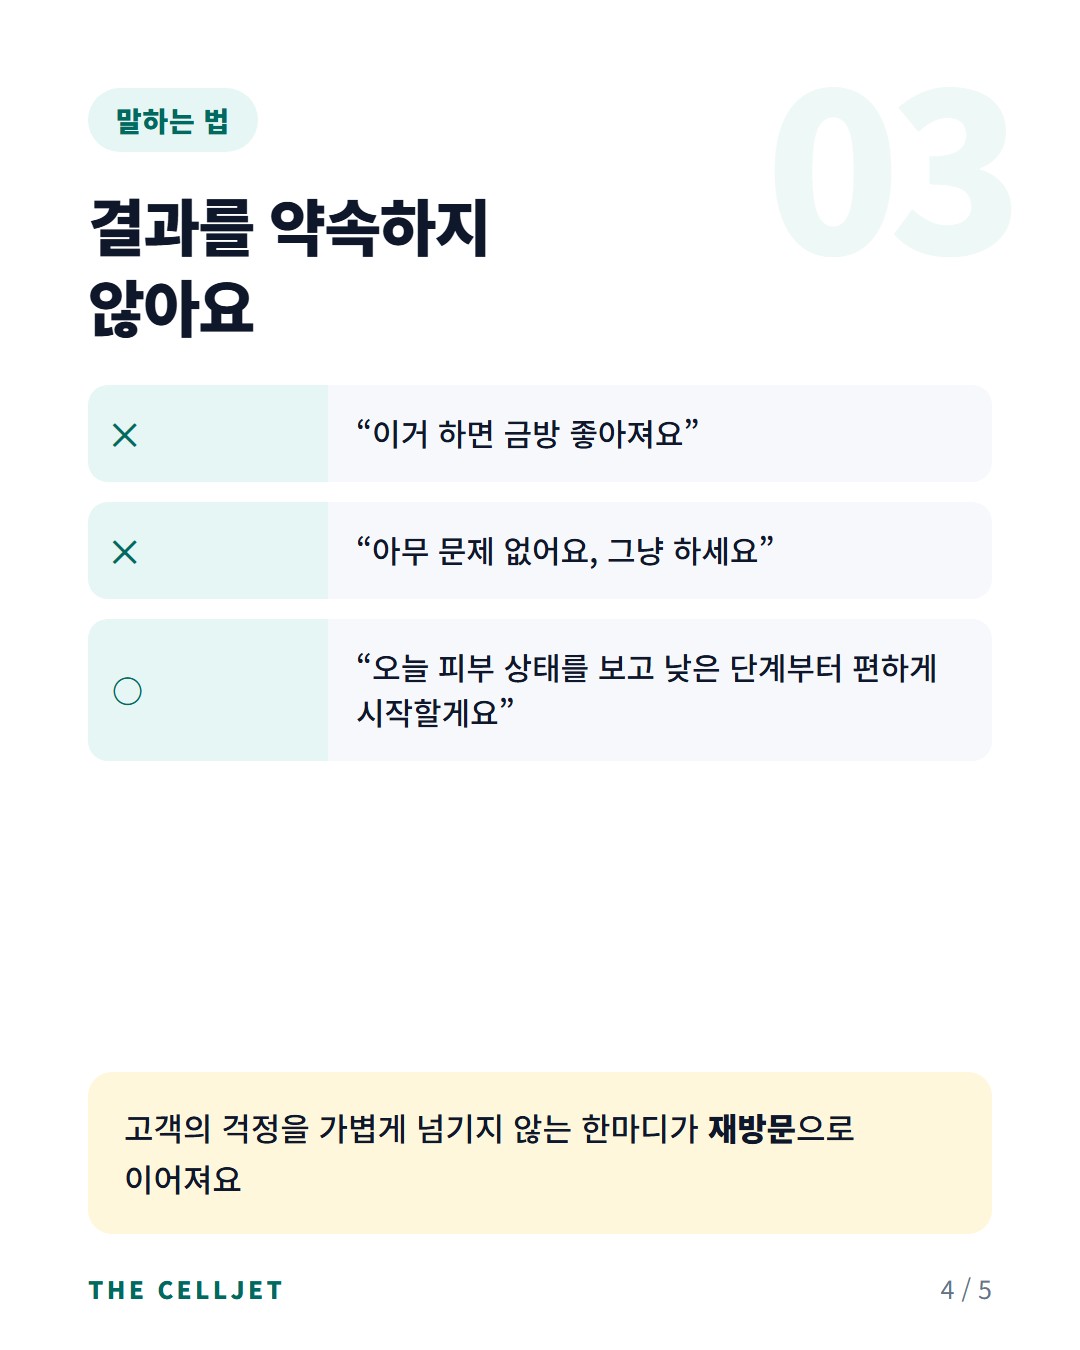 말하는 법
03
결과를 약속하지
않아요
× “이거 하면 금방 좋아져요”
× “아무 문제 없어요, 그냥 하세요”
○ “오늘 피부 상태를 보고 낮은 단계부터 편하게
시작할게요”
고객의 걱정을 가볍게 넘기지 않는 한마디가 재방문으로
이어져요
THE CELLJET
4 / 5